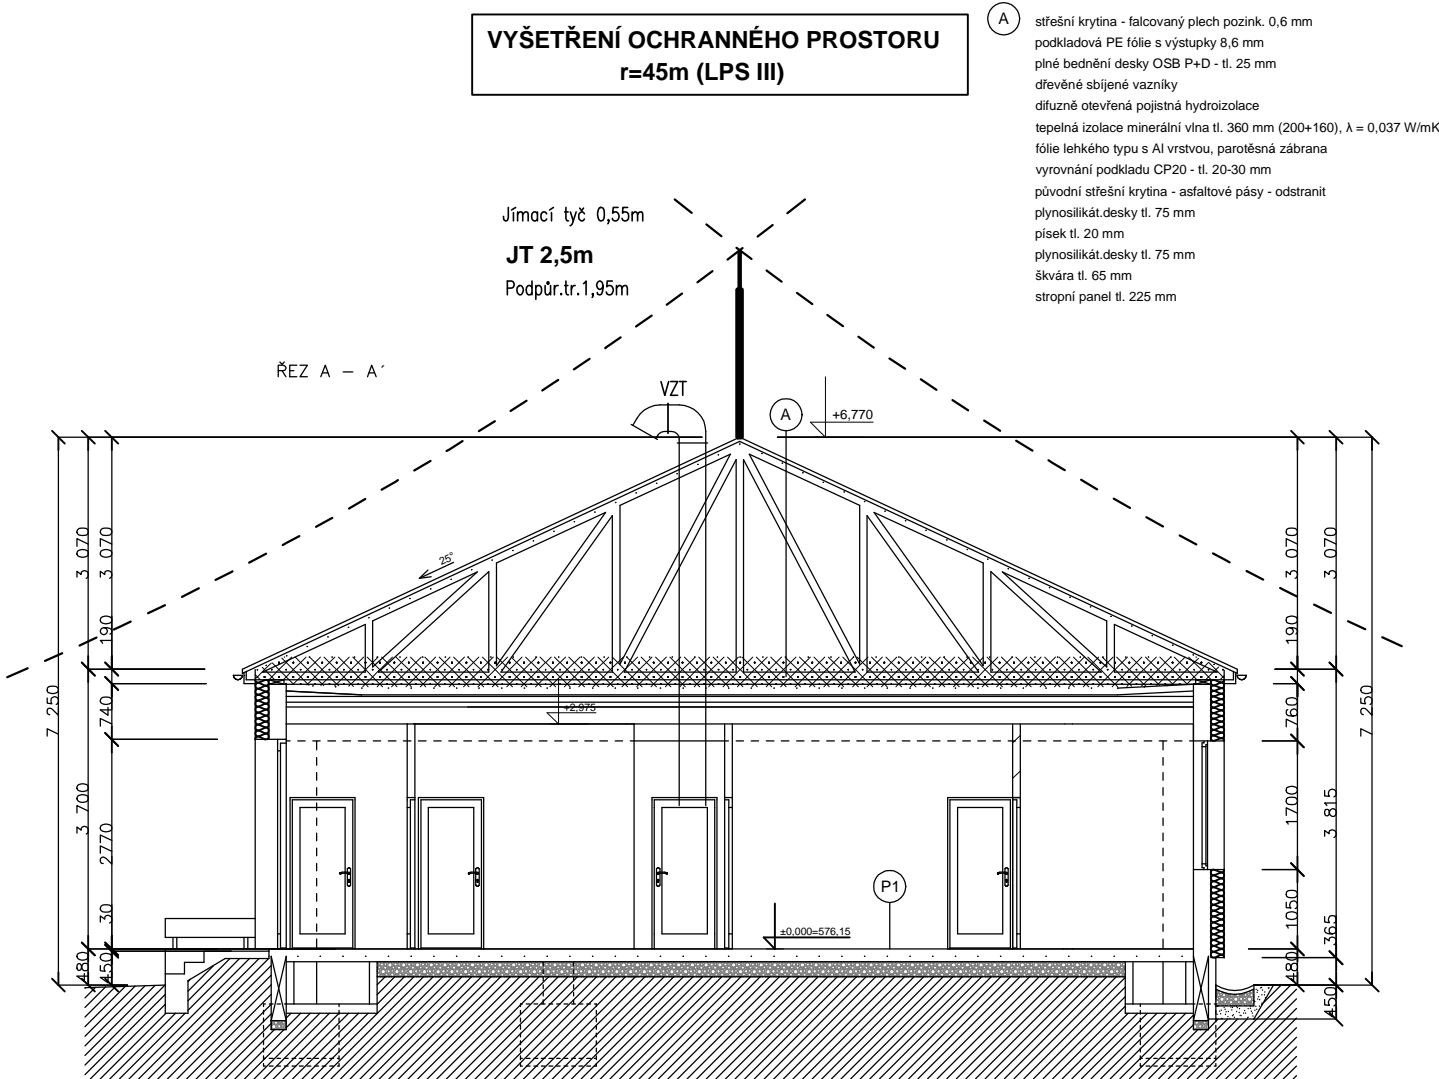 VYŠETŘENÍ OCHRANNÉHO PROSTORU
r=45m (LPS III)
A
střešní krytina - falcovaný plech pozink. 0,6 mm
podkladová PE fólie s výstupky 8,6 mm
plné bednění desky OSB P+D - tl. 25 mm
dřevěné sbíjené vazníky
difuzně otevřená pojistná hydroizolace
tepelná izolace minerální vlna tl. 360 mm (200+160), λ = 0,037 W/mK
fólie lehkého typu s Al vrstvou, parotěsná zábrana
vyrovnání podkladu CP20 - tl. 20-30 mm
původní střešní krytina - asfaltové pásy - odstranit
plynosilikát.desky tl. 75 mm
písek tl. 20 mm
plynosilikát.desky tl. 75 mm
škvára tl. 65 mm
stropní panel tl. 225 mm
Jímací tyč 0,55m
JT 2,5m
Podpůr.tr.1,95m
ŘEZ A – A´
VZT
A
+6,770
25°
+2,975
P1
±0,000=576,15
7 250
3 070
3 700
480
3 070
190
740
2770
30
450
3 070
190
760
1700
1050
480
3 070
3 815
365
450
7 250